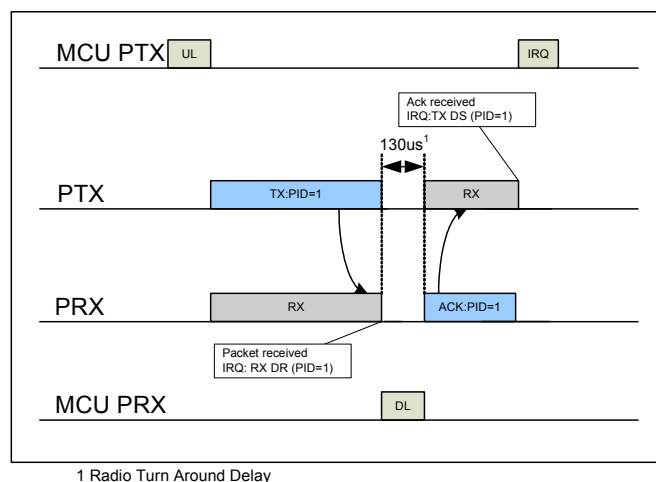 MCU PTX
UL
IRQ
Ack received
IRQ:TX DS (PID=1)
130us1
PTX
TX:PID=1
RX
PRX
RX
ACK:PID=1
Packet received
IRQ: RX DR (PID=1)
MCU PRX
DL
1 Radio Turn Around Delay